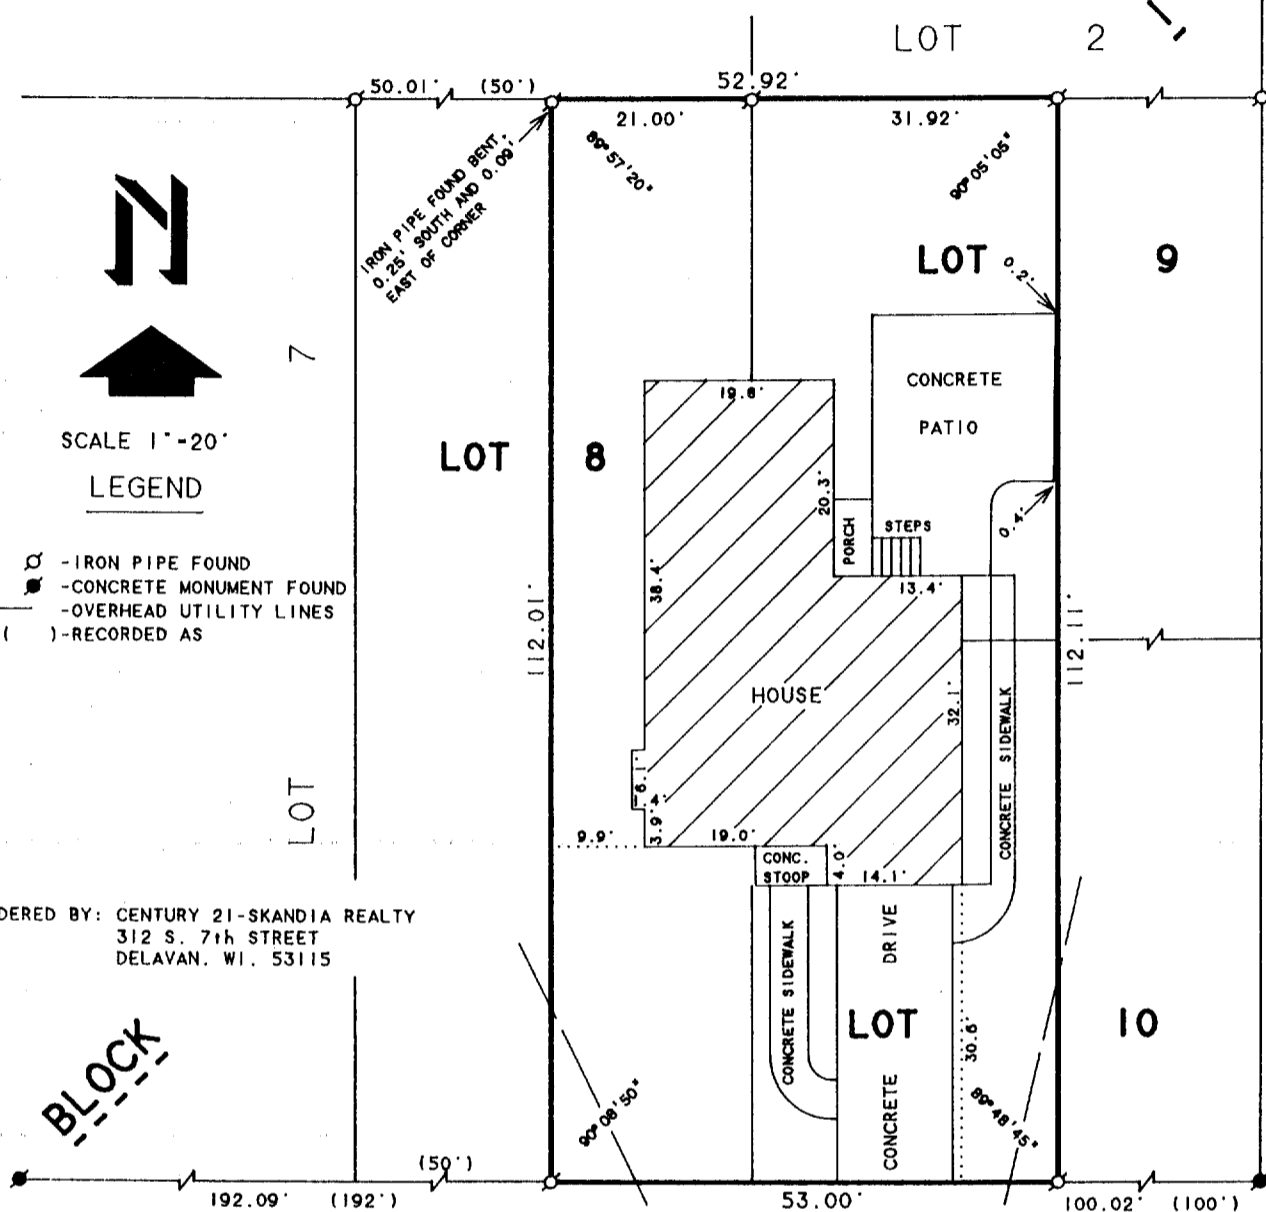 LOT 2
50.01' (50')
52.92'
21.00'
31.92'
IRON PIPE FOUND BENT,
0.25' SOUTH AND 0.09'
EAST OF CORNER
89° 57' 20"
90° 05' 05"
N
LOT 9
0.2'
7
CONCRETE
PATIO
SCALE 1"-20'
LOT 8
19.6'
LEGEND
20.3'
PORCH
STEPS
-IRON PIPE FOUND
-CONCRETE MONUMENT FOUND
-OVERHEAD UTILITY LINES
( )-RECORDED AS
38.4'
13.4'
112.01'
112.11'
HOUSE
32.1'
CONCRETE SIDEWALK
6.1'
LOT
9.9'
3.9'
19.0'
CONC.
STOOP
4.0'
14.1'
DERED BY: CENTURY 21-SKANDIA REALTY
312 S. 7th STREET
DELAVAN, WI. 53115
CONCRETE SIDEWALK
CONCRETE DRIVE
LOT 10
30.6'
BLOCK
90° 08' 50"
89° 48' 45"
(50')
192.09' (192')
53.00'
100.02' (100')